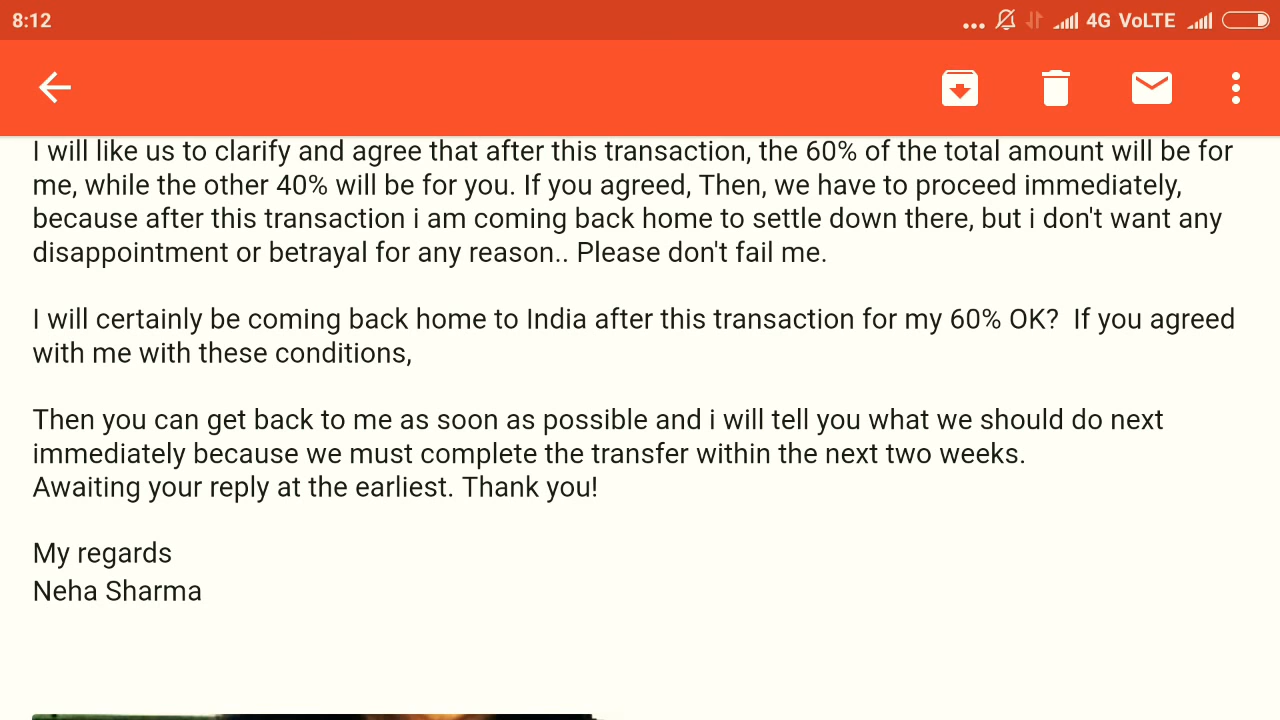 8:12
... 4G VoLTE
I will like us to clarify and agree that after this transaction, the 60% of the total amount will be for
me, while the other 40% will be for you. If you agreed, Then, we have to proceed immediately,
because after this transaction i am coming back home to settle down there, but i don't want any
disappointment or betrayal for any reason.. Please don't fail me.
I will certainly be coming back home to India after this transaction for my 60% OK?  If you agreed
with me with these conditions,
Then you can get back to me as soon as possible and i will tell you what we should do next
immediately because we must complete the transfer within the next two weeks.
Awaiting your reply at the earliest. Thank you!
My regards
Neha Sharma